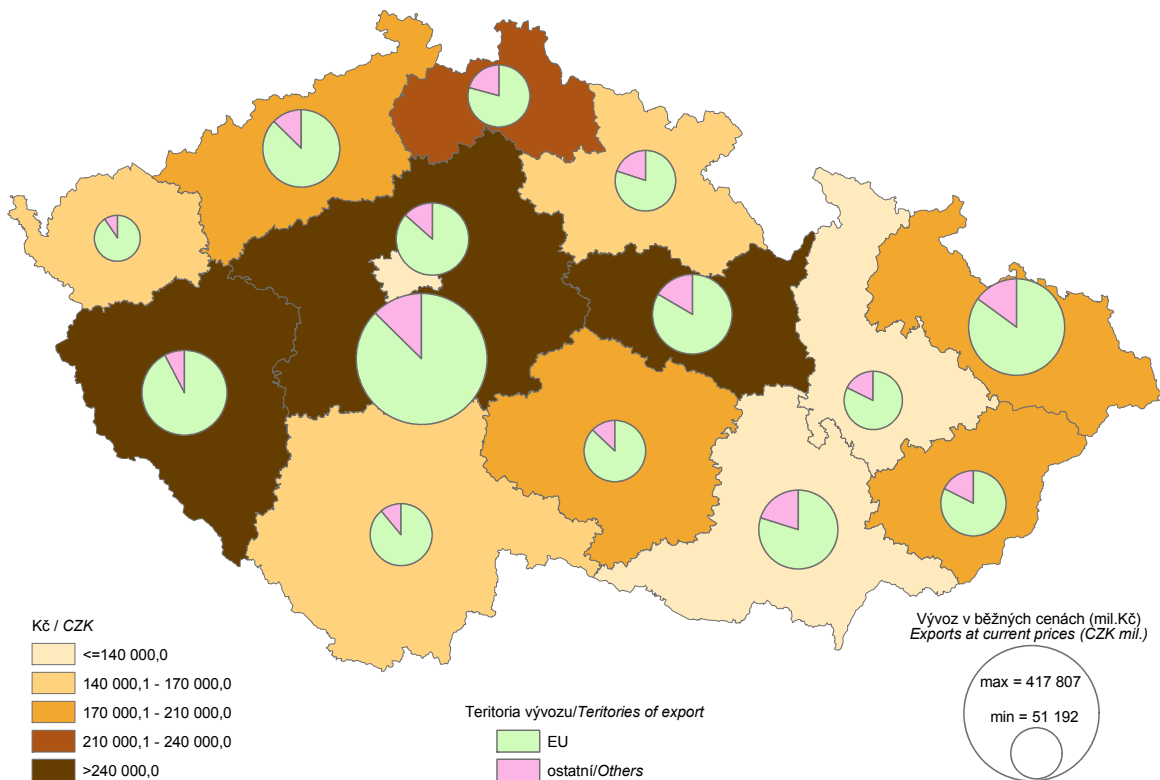 Kč / CZK
<=140 000,0
140 000,1 - 170 000,0
170 000,1 - 210 000,0
210 000,1 - 240 000,0
>240 000,0
Teritoria vývozu/Teritories of export
EU
ostatní/Others
Vývoz v běžných cenách (mil.Kč)
Exports at current prices (CZK mil.)
max = 417 807
min = 51 192